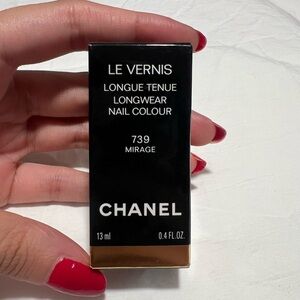 LE VERNIS
LONGUE TENUE
LONGWEAR
NAIL COLOUR
739
MIRAGE
CHANEL
13 ml 0.4 FL.OZ.